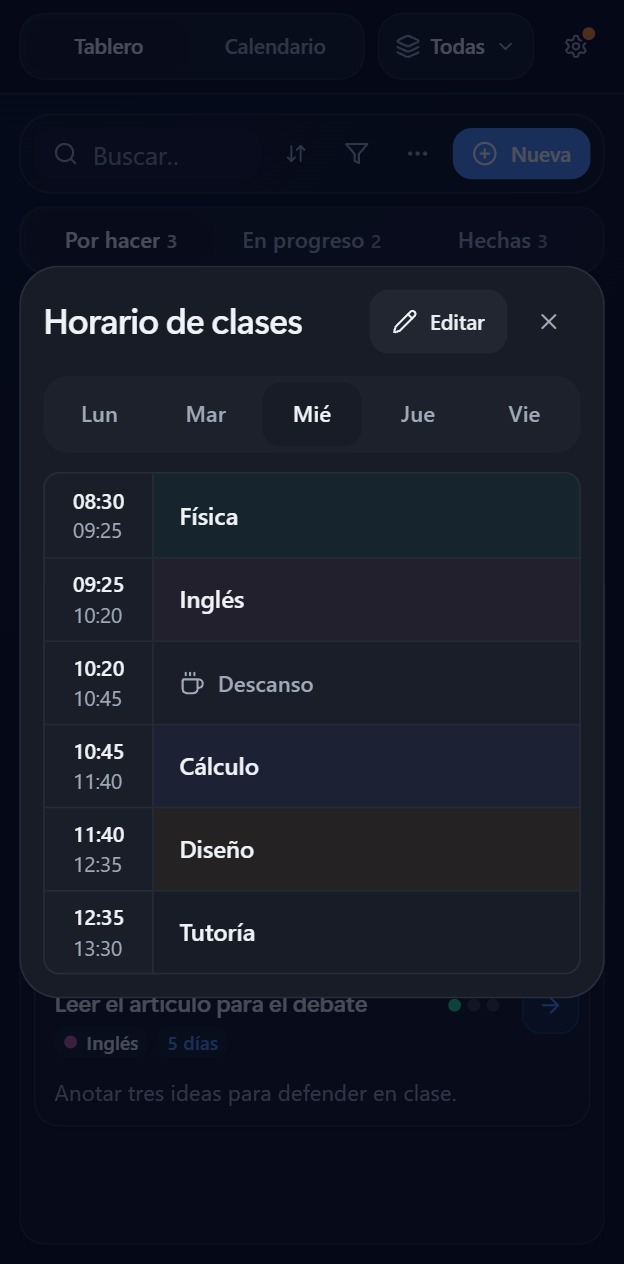 Tablero Calendario Todas
Buscar.. Nueva
Por hacer 3 En progreso 2 Hechas 3
Horario de clases Editar
Lun Mar Mié Jue Vie
08:30
09:25
Física
09:25
10:20
Inglés
10:20
10:45
Descanso
10:45
11:40
Cálculo
11:40
12:35
Diseño
12:35
13:30
Tutoría
Leer el artículo para el debate
Inglés 5 días
Anotar tres ideas para defender en clase.